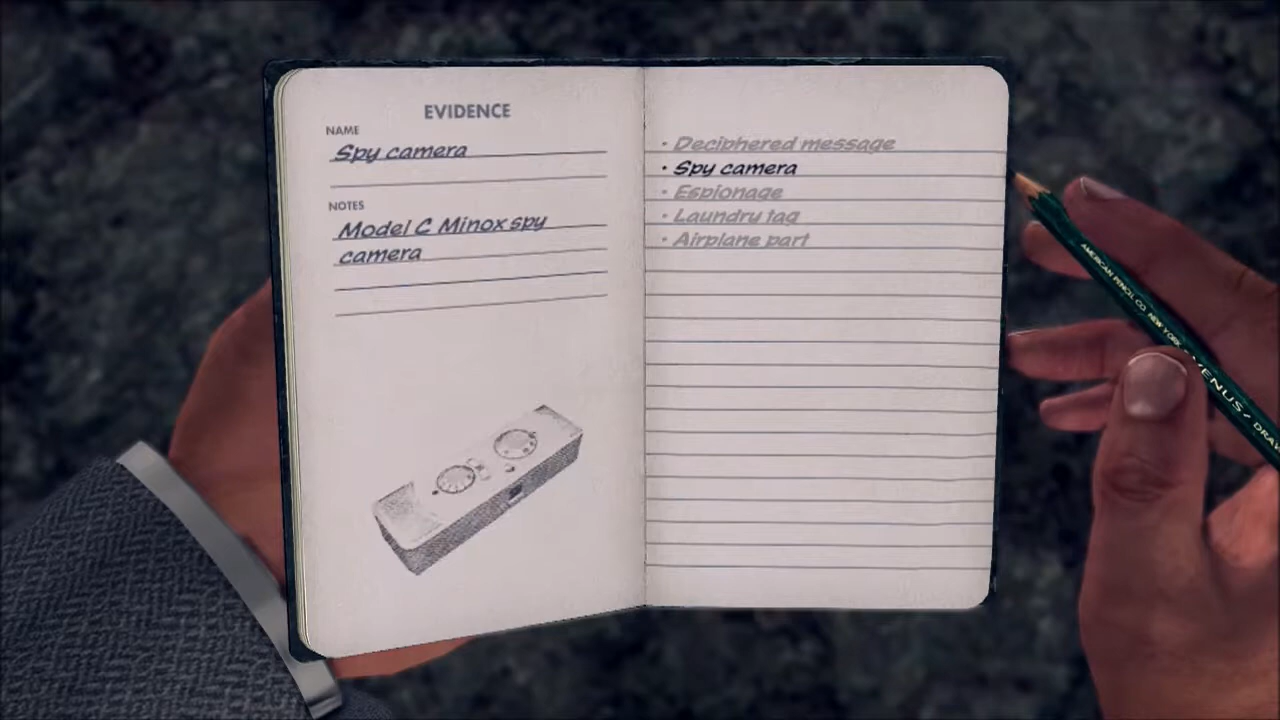 EVIDENCE
NAME
Spy camera
NOTES
Model C Minox spy
camera
• Deciphered message
• Spy camera
• Espionage
• Laundry tag
• Airplane part
AMERICAN PENCIL CO. NEW YORK VENUS / DRAW